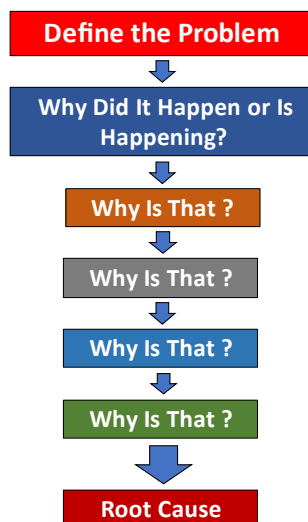 Define the Problem
Why Did It Happen or Is
Happening?
Why Is That ?
Why Is That ?
Why Is That ?
Why Is That ?
Root Cause